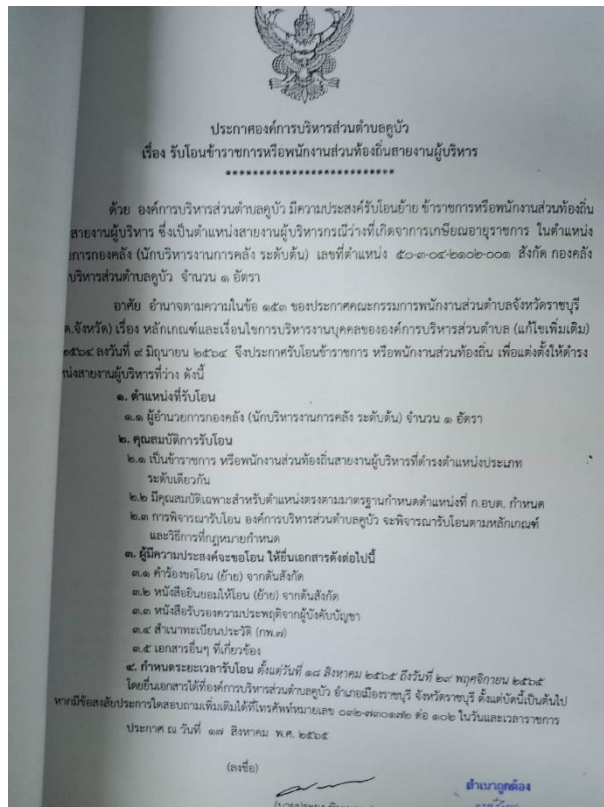 ประกาศองค์การบริหารส่วนตำบลคูบัว
เรื่อง รับโอนข้าราชการหรือพนักงานส่วนท้องถิ่นสายงานผู้บริหาร
**************************
ด้วย องค์การบริหารส่วนตำบลคูบัว มีความประสงค์รับโอนย้าย ข้าราชการหรือพนักงานส่วนท้องถิ่น
สายงานผู้บริหาร ซึ่งเป็นตำแหน่งสายงานผู้บริหารกรณีว่างที่เกิดจากการเกษียณอายุราชการ ในตำแหน่ง
ยการกองคลัง (นักบริหารงานการคลัง ระดับต้น) เลขที่ตำแหน่ง ๕๐-๓-๐๔-๒๑๐๒-๐๐๑ สังกัด กองคลัง
บริหารส่วนตำบลคูบัว จำนวน ๑ อัตรา
อาศัย อำนาจตามความในข้อ ๑๕๓ ของประกาศคณะกรรมการพนักงานส่วนตำบลจังหวัดราชบุรี
ต.จังหวัด) เรื่อง หลักเกณฑ์และเงื่อนไขการบริหารงานบุคคลขององค์การบริหารส่วนตำบล (แก้ไขเพิ่มเติม)
๒๕๖๔ ลงวันที่ ๙ มิถุนายน ๒๕๖๔ จึงประกาศรับโอนข้าราชการ หรือพนักงานส่วนท้องถิ่น เพื่อแต่งตั้งให้ดำรง
หน่งสายงานผู้บริหารที่ว่าง ดังนี้
๑. ตำแหน่งที่รับโอน
๑.๑ ผู้อำนวยการกองคลัง (นักบริหารงานการคลัง ระดับต้น) จำนวน ๑ อัตรา
๒. คุณสมบัติการรับโอน
๒.๑ เป็นข้าราชการ หรือพนักงานส่วนท้องถิ่นสายงานผู้บริหารที่ดำรงตำแหน่งประเภท
ระดับเดียวกัน
๒.๒ มีคุณสมบัติเฉพาะสำหรับตำแหน่งตรงตามมาตรฐานกำหนดตำแหน่งที่ ก.อบต. กำหนด
๒.๓ การพิจารณารับโอน องค์การบริหารส่วนตำบลคูบัว จะพิจารณารับโอนตามหลักเกณฑ์
และวิธีการที่กฎหมายกำหนด
๓. ผู้มีความประสงค์จะขอโอน ให้ยื่นเอกสารดังต่อไปนี้
๓.๑ คำร้องขอโอน (ย้าย) จากต้นสังกัด
๓.๒ หนังสือยินยอมให้โอน (ย้าย) จากต้นสังกัด
๓.๓ หนังสือรับรองความประพฤติจากผู้บังคับบัญชา
๓.๔ สำเนาทะเบียนประวัติ (กพ.๗)
๓.๕ เอกสารอื่นๆ ที่เกี่ยวข้อง
๔. กำหนดระยะเวลารับโอน ตั้งแต่วันที่ ๑๘ สิงหาคม ๒๕๖๕ ถึงวันที่ ๒๙ พฤศจิกายน ๒๕๖๕
โดยยื่นเอกสารได้ที่องค์การบริหารส่วนตำบลคูบัว อำเภอเมืองราชบุรี จังหวัดราชบุรี ตั้งแต่บัดนี้เป็นต้นไป
หากมีข้อสงสัยประการใดสอบถามเพิ่มเติมได้ที่โทรศัพท์หมายเลข ๐๓๒-๗๓๐๑๗๒ ต่อ ๑๐๒ ในวันและเวลาราชการ
ประกาศ ณ วันที่ ๑๗ สิงหาคม พ.ศ. ๒๕๖๕
(ลงชื่อ)
สำเนาถูกต้อง